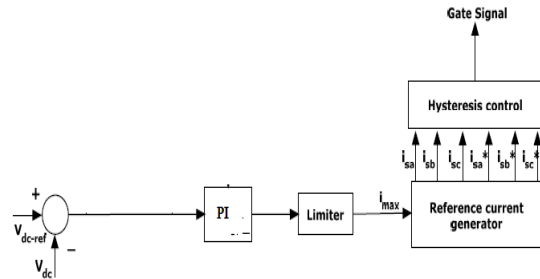 Gate Signal
Hysteresis control
isa isb isc isa* isb* isc*
+
Vdc-ref
−
Vdc
PI
Limiter
imax
Reference current
generator